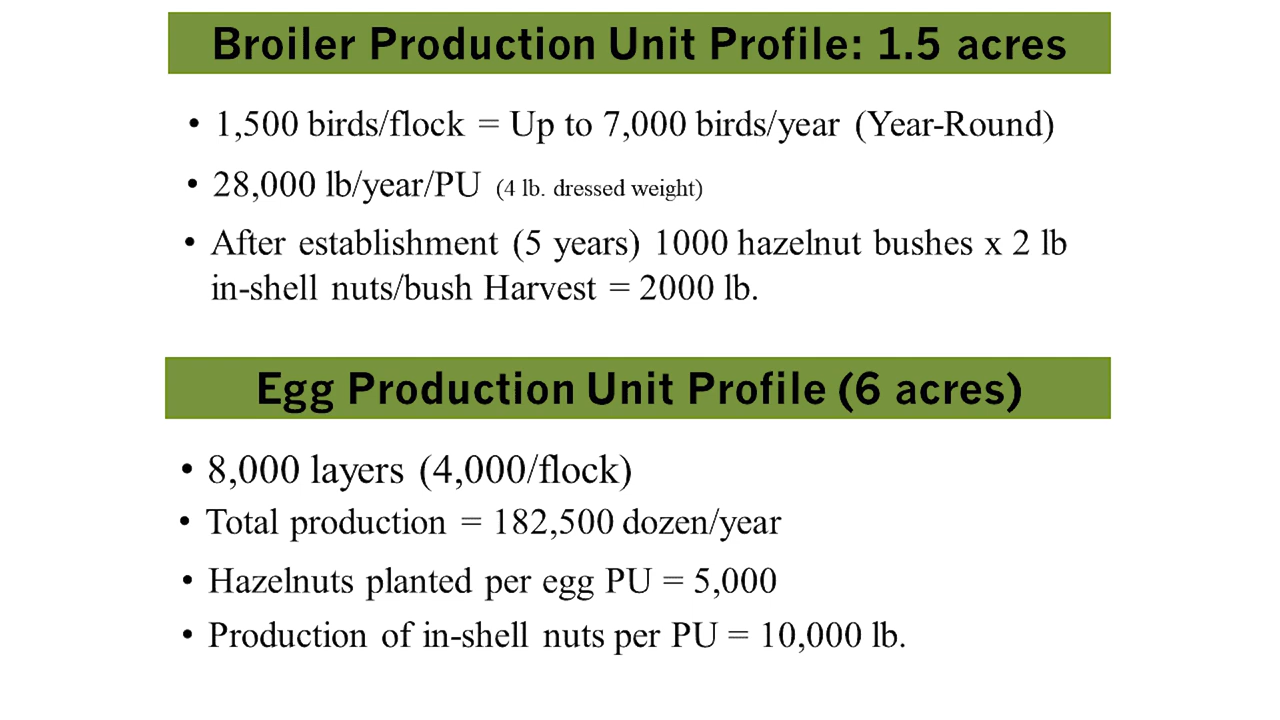 Broiler Production Unit Profile: 1.5 acres
• 1,500 birds/flock = Up to 7,000 birds/year (Year-Round)
• 28,000 lb/year/PU (4 lb. dressed weight)
• After establishment (5 years) 1000 hazelnut bushes x 2 lb
in-shell nuts/bush Harvest = 2000 lb.
Egg Production Unit Profile (6 acres)
• 8,000 layers (4,000/flock)
• Total production = 182,500 dozen/year
• Hazelnuts planted per egg PU = 5,000
• Production of in-shell nuts per PU = 10,000 lb.